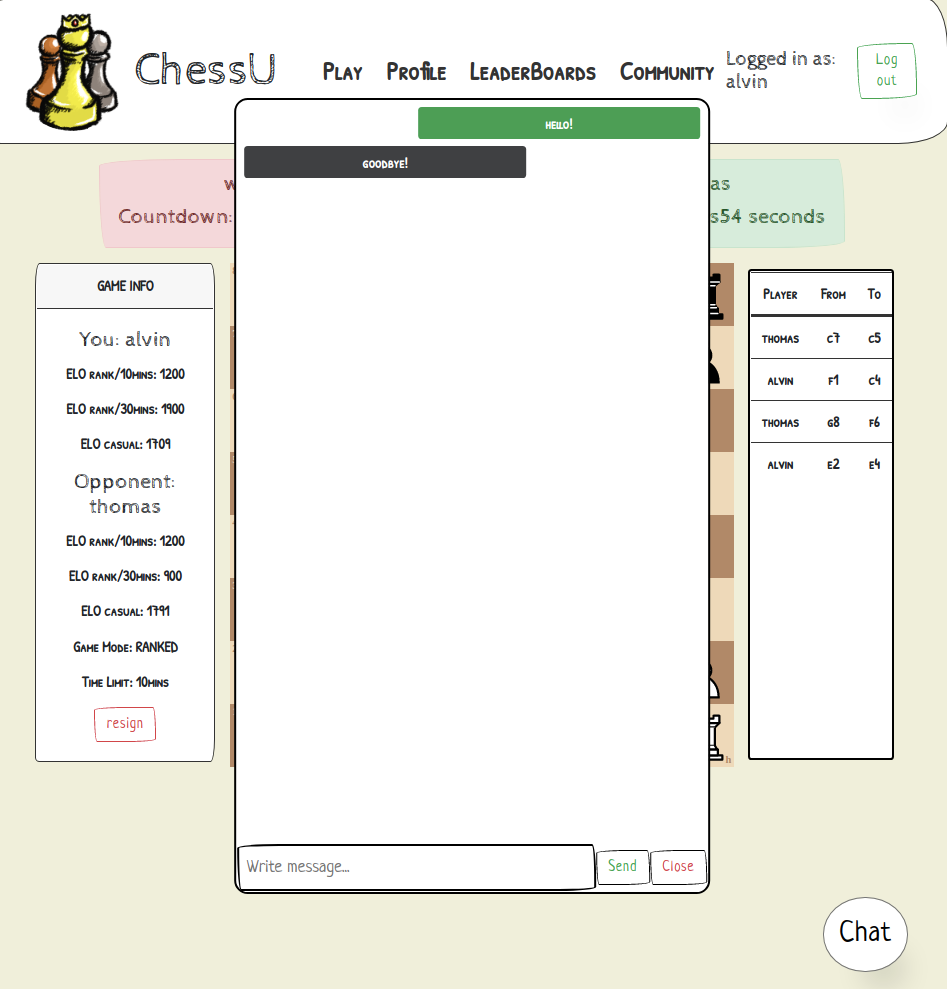 ChessU
Play Profile LeaderBoards Community
Logged in as:
alvin
Log
out
hello!
goodbye!
as
Countdown:
s54 seconds
GAME INFO
You: alvin
ELO rank/10mins: 1200
ELO rank/30mins: 1900
ELO casual: 1709
Opponent:
thomas
ELO rank/10mins: 1200
ELO rank/30mins: 900
ELO casual: 1791
Game Mode: RANKED
Time Limit: 10mins
resign
Player From To
thomas c7 c5
alvin f1 c4
thomas g8 f6
alvin e2 e4
h
Write message...
Send
Close
Chat